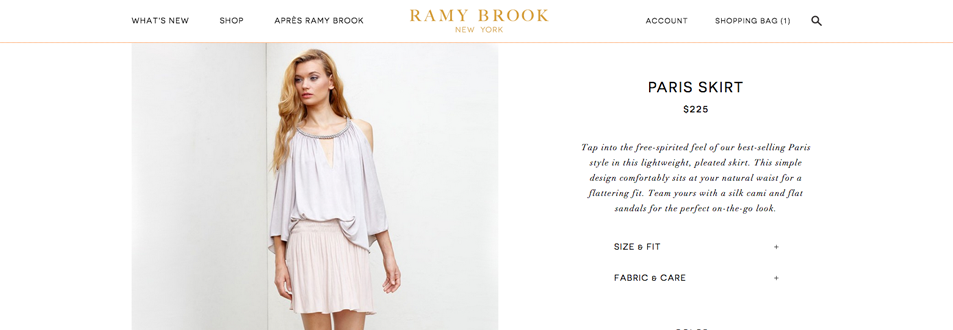 WHAT'S NEW SHOP APRÈS RAMY BROOK RAMY BROOK ACCOUNT SHOPPING BAG (1)
NEW YORK
PARIS SKIRT
$225
Tap into the free-spirited feel of our best-selling Paris
style in this lightweight, pleated skirt. This simple
design comfortably sits at your natural waist for a
flattering fit. Team yours with a silk cami and flat
sandals for the perfect on-the-go look.
SIZE & FIT +
FABRIC & CARE +